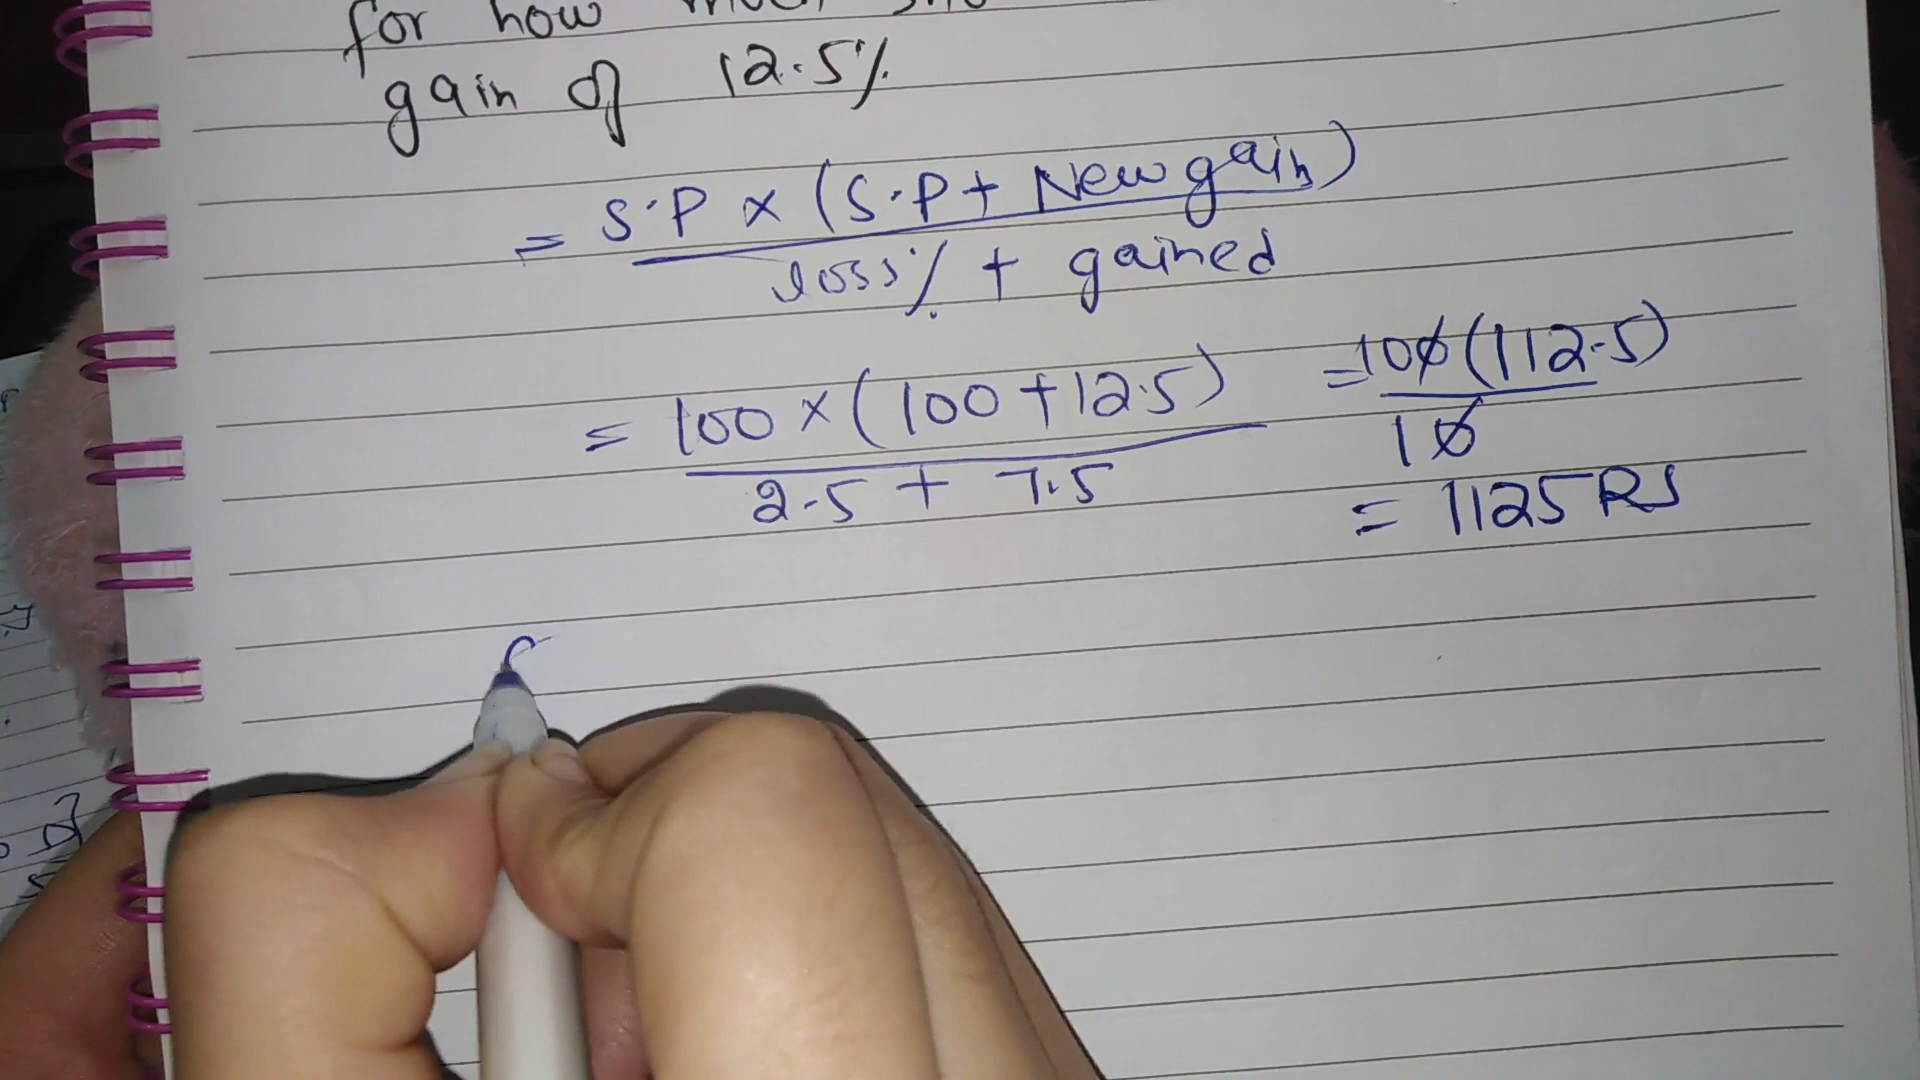 for how much
gain of 12.5%
= S.P x (S.P + New gain)
loss% + gained
= 100 x (100 + 12.5)
2.5 + 7.5
= 100 (112.5)
10
= 1125 RS